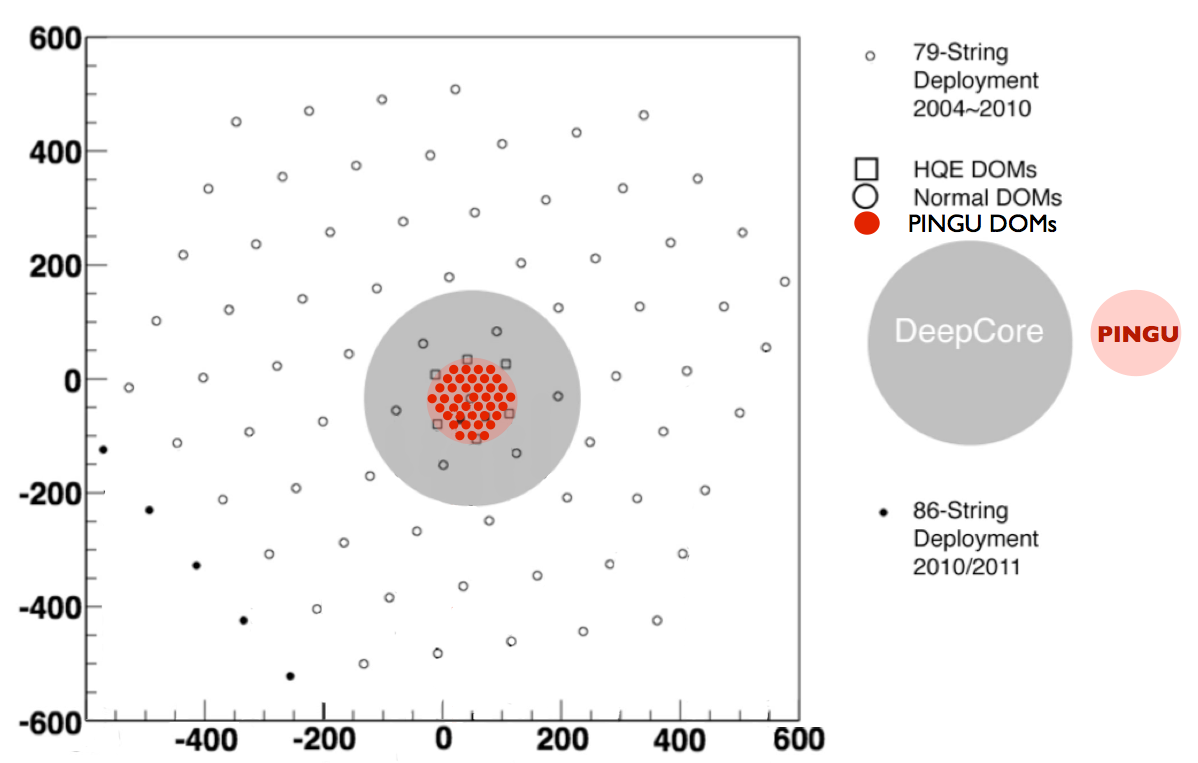 600
400
200
0
-200
-400
-600
-400
-200
0
200
400
600
79-String
Deployment
2004~2010
HQE DOMs
Normal DOMs
PINGU DOMs
DeepCore
PINGU
86-String
Deployment
2010/2011